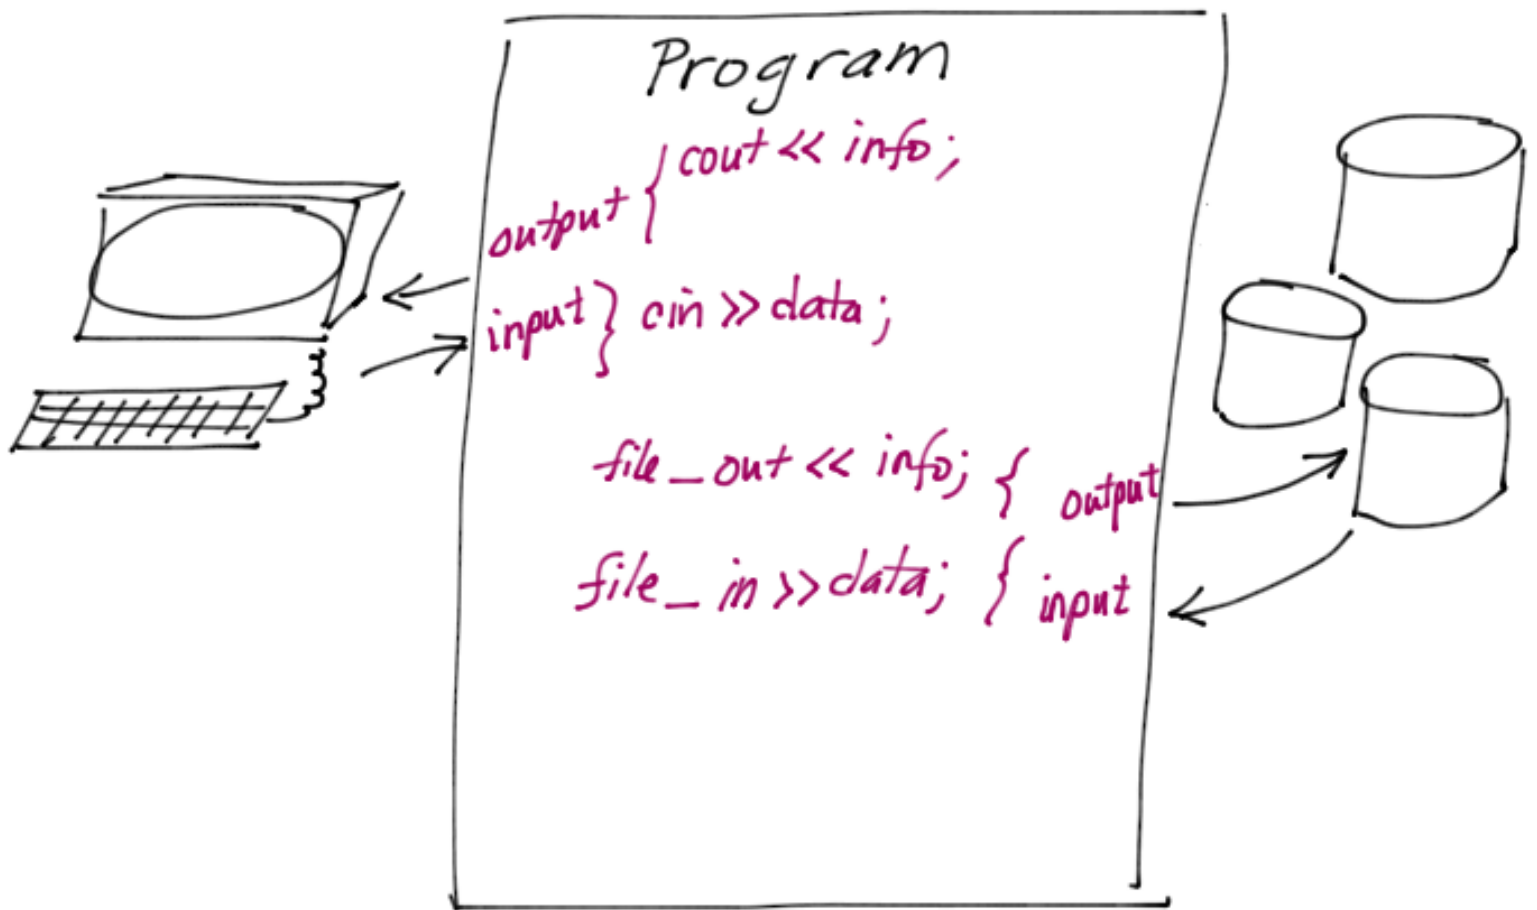 Program
output { cout << info;
input } cin >> data;
file_out << info; { output
file_in >> data; { input